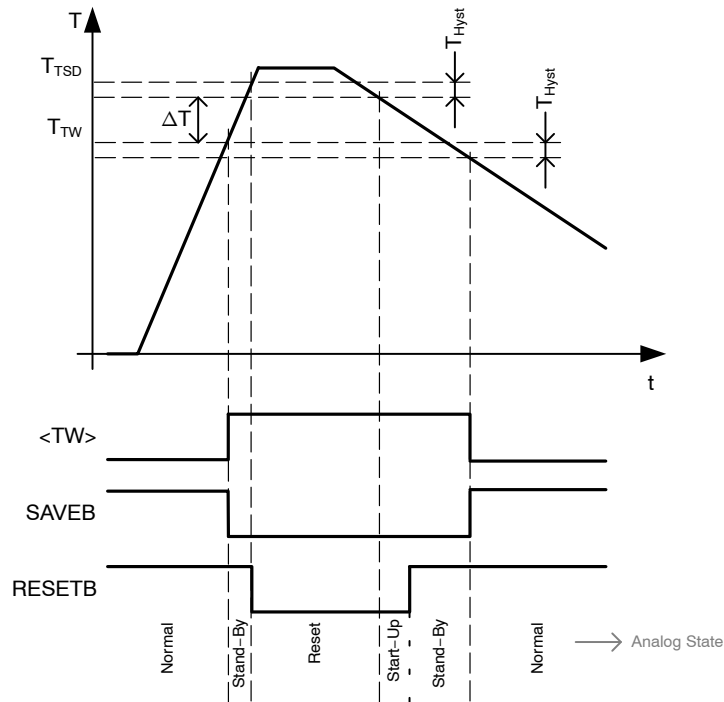 T
T_Hyst
T_TSD
T_Hyst
ΔT
T_TW
t
<TW>
SAVEB
RESETB
Normal
Stand-By
Reset
Start-Up
Stand-By
Normal
Analog State